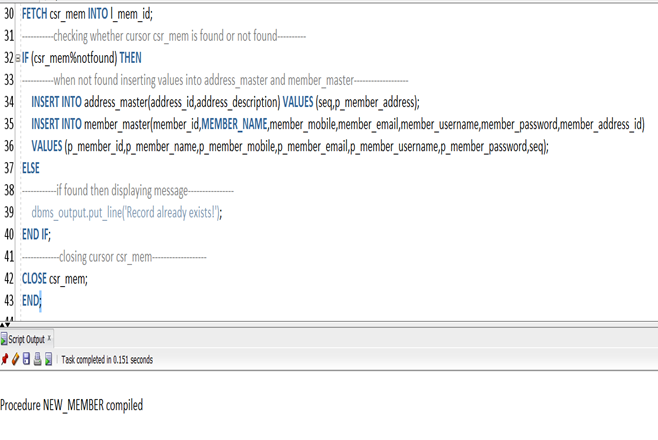 30 FETCH csr_mem INTO l_mem_id;
31 -----------checking whether cursor csr_mem is found or not found----------
32 IF (csr_mem%notfound) THEN
33 -----------when not found inserting values into address_master and member_master-------------------
34 INSERT INTO address_master(address_id,address_description) VALUES (seq,p_member_address);
35 INSERT INTO member_master(member_id,MEMBER_NAME,member_mobile,member_email,member_username,member_password,member_address_id)
36 VALUES (p_member_id,p_member_name,p_member_mobile,p_member_email,p_member_username,p_member_password,seq);
37 ELSE
38 ------------if found then displaying message----------------
39 dbms_output.put_line('Record already exists!');
40 END IF;
41 -------------closing cursor csr_mem-------------------
42 CLOSE csr_mem;
43 END;
44
Script Output x
Task completed in 0.151 seconds
Procedure NEW_MEMBER compiled